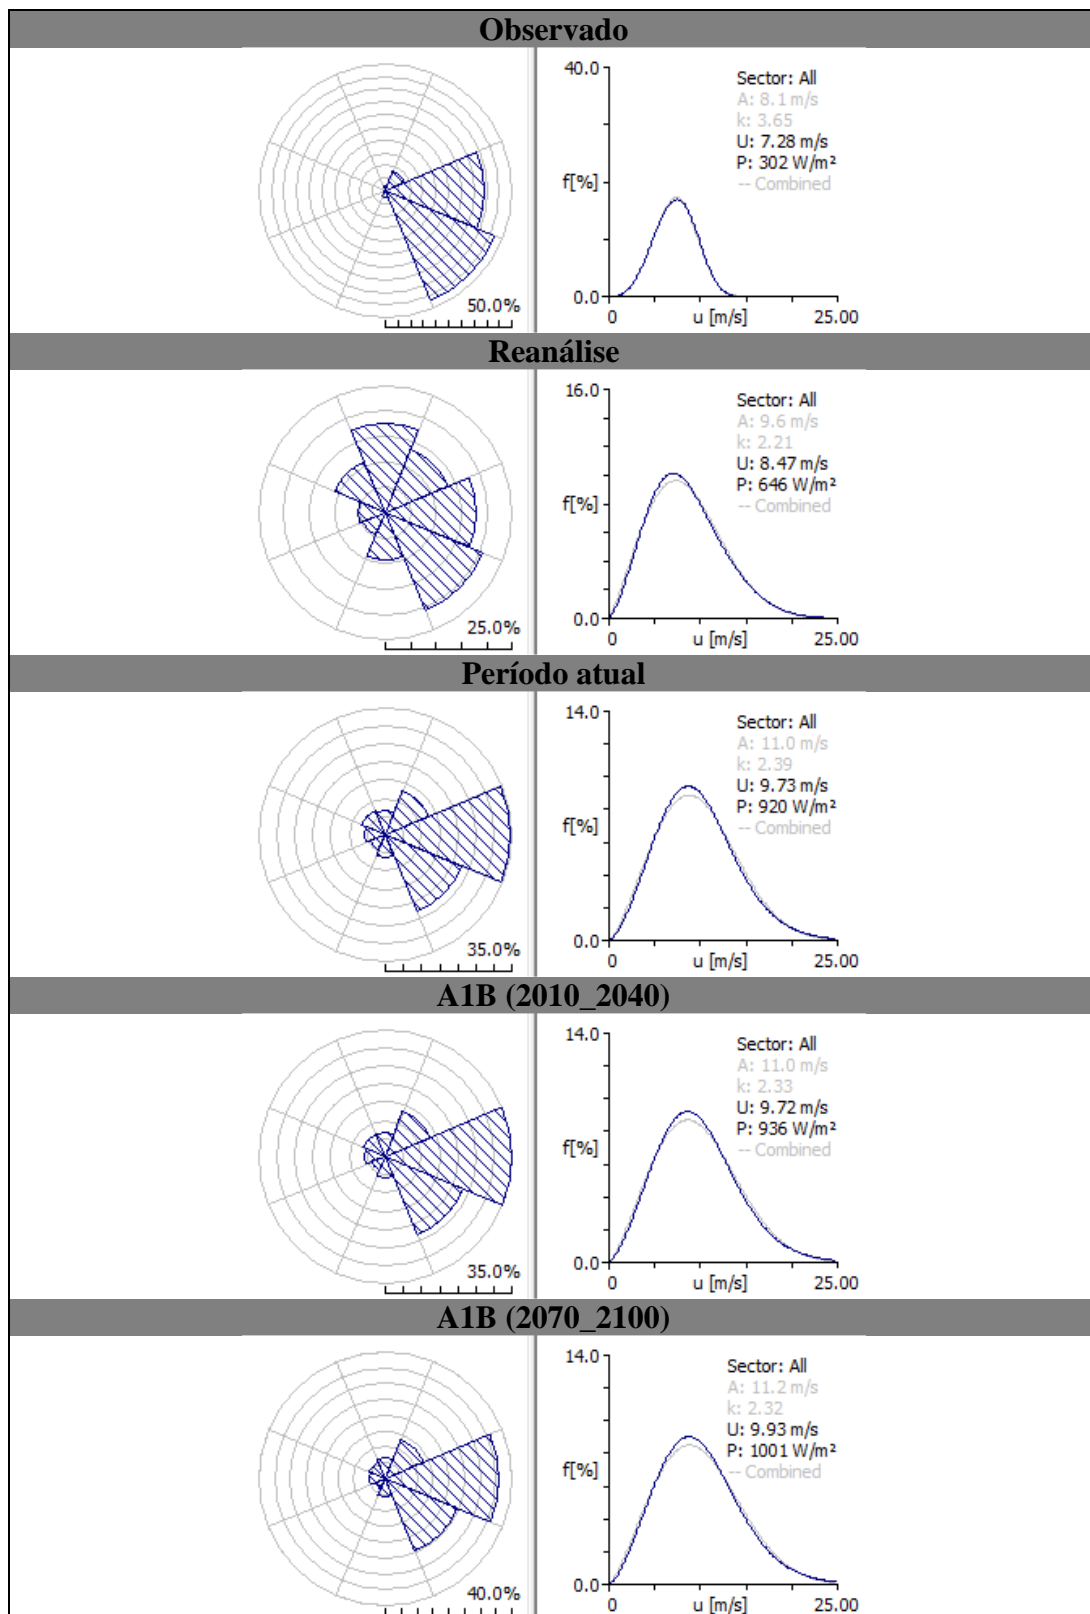 Observado
50.0%
40.0
f[%]
0.0
0
u [m/s]
25.00
Sector: All
A: 8.1 m/s
k: 3.65
U: 7.28 m/s
P: 302 W/m²
-- Combined
Reanálise
25.0%
16.0
f[%]
0.0
0
u [m/s]
25.00
Sector: All
A: 9.6 m/s
k: 2.21
U: 8.47 m/s
P: 646 W/m²
-- Combined
Período atual
35.0%
14.0
f[%]
0.0
0
u [m/s]
25.00
Sector: All
A: 11.0 m/s
k: 2.39
U: 9.73 m/s
P: 920 W/m²
-- Combined
A1B (2010_2040)
35.0%
14.0
f[%]
0.0
0
u [m/s]
25.00
Sector: All
A: 11.0 m/s
k: 2.33
U: 9.72 m/s
P: 936 W/m²
-- Combined
A1B (2070_2100)
40.0%
14.0
f[%]
0.0
0
u [m/s]
25.00
Sector: All
A: 11.2 m/s
k: 2.32
U: 9.93 m/s
P: 1001 W/m²
-- Combined